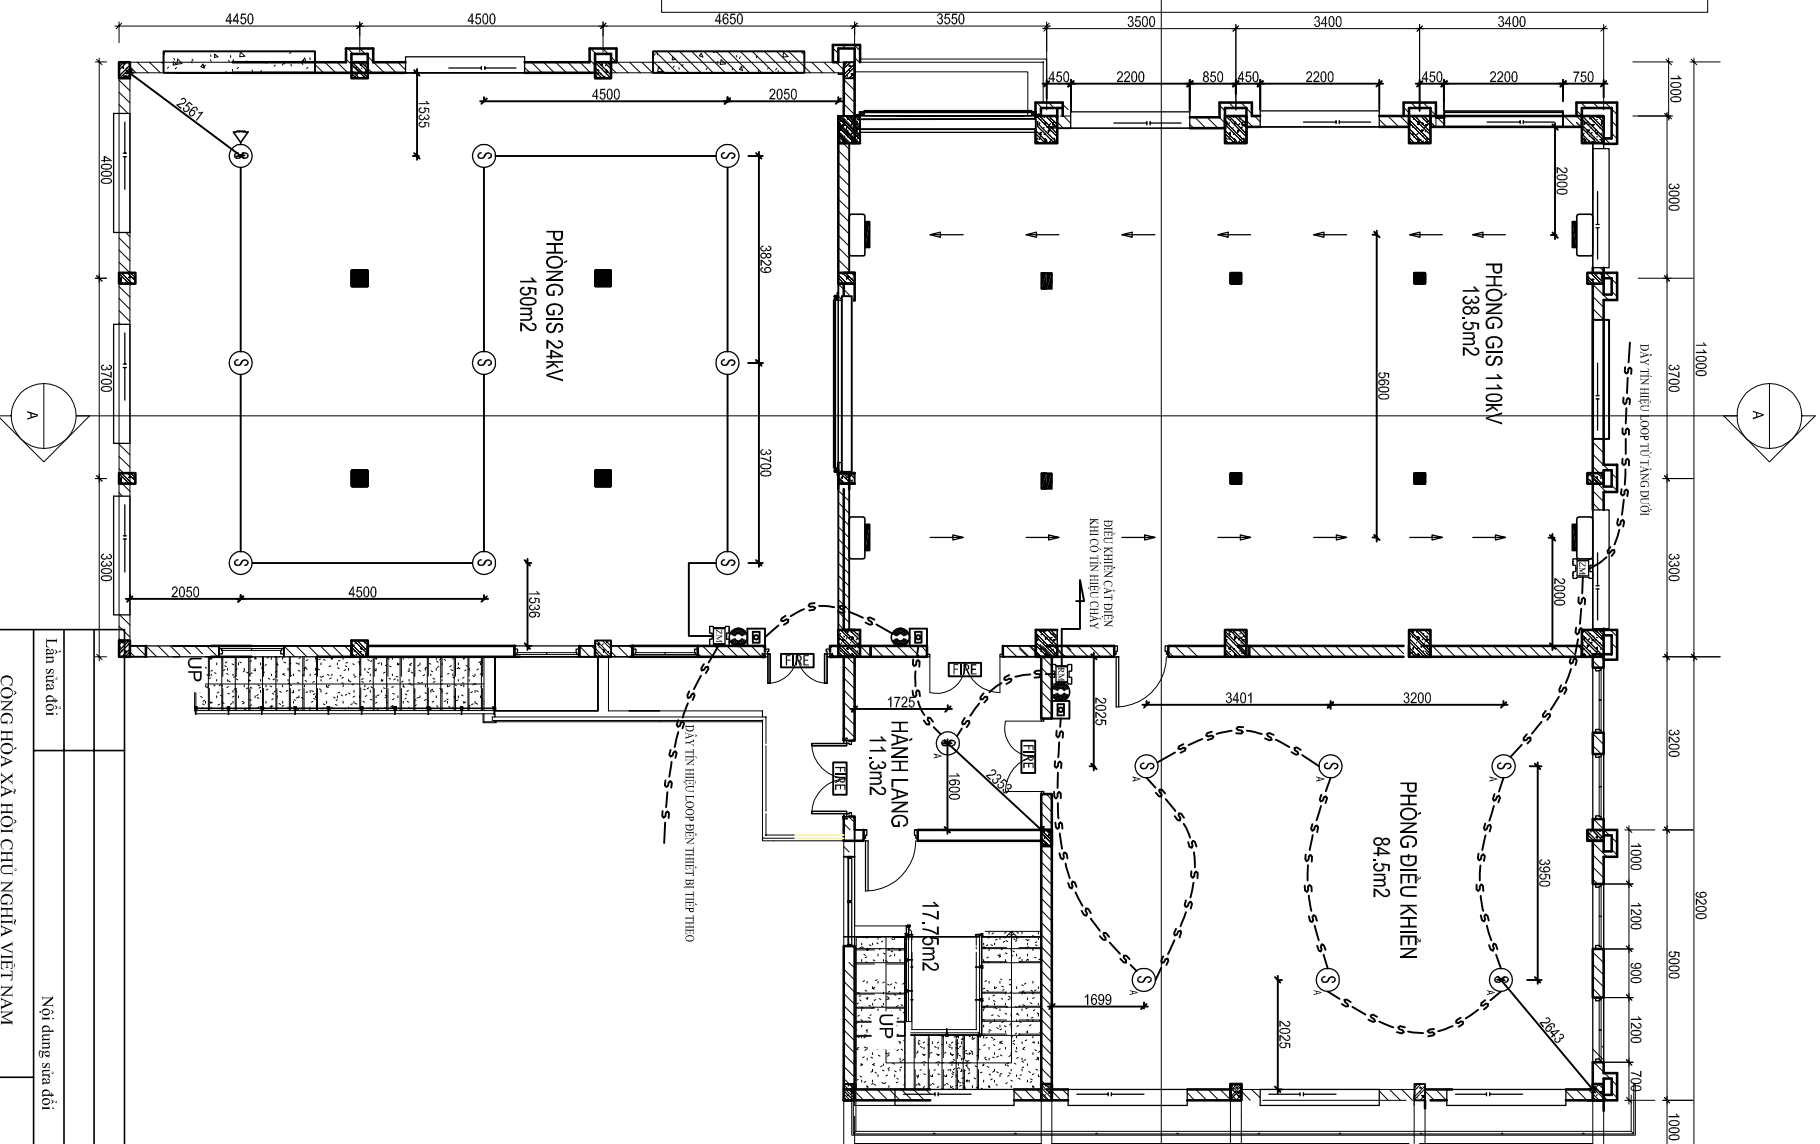 4450
4500
4650
3550
3500
3400
3400
450
2200
850
450
2200
450
2200
750
1000
2561
1535
4500
2050
2000
4000
3000
3829
PHÒNG GIS 24kV
150m2
PHÒNG GIS 110kV
138.5m2
5600
11000
3700
3700
3700
DÂY TÍN HIỆU LOOP TỪ TẦNG DƯỚI
A
A
S
S
S
S
S
S
S
ĐIỀU KHIỂN CẮT ĐIỆN
KHI CÓ TÍN HIỆU CHÁY
3300
3300
2050
4500
1536
2000
ZM
ZM
RM
UP
FIRE
FIRE
FIRE
FIRE
1725
2025
3401
3200
3200
HÀNH LANG
11.3m2
1600
2353
DÂY TÍN HIỆU LOOP ĐẾN THIẾT BỊ TIẾP THEO
PHÒNG ĐIỀU KHIỂN
84.5m2
3950
S
A
S
A
S
A
S
A
S
A
A
A
1000
1200
900
1200
700
9200
5000
1000
17.75m2
UP
1699
2025
2643
Lần sửa đổi
Nội dung sửa đổi
CỘNG HÒA XÃ HỘI CHỦ NGHĨA VIỆT NAM